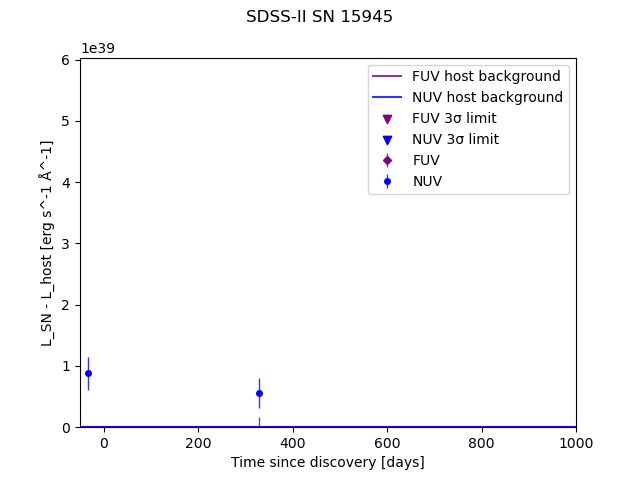 SDSS-II SN 15945
1e39
6
5
4
3
2
1
0
L_SN - L_host [erg s^-1 Å^-1]
FUV host background
NUV host background
FUV 3σ limit
NUV 3σ limit
FUV
NUV
0 200 400 600 800 1000
Time since discovery [days]